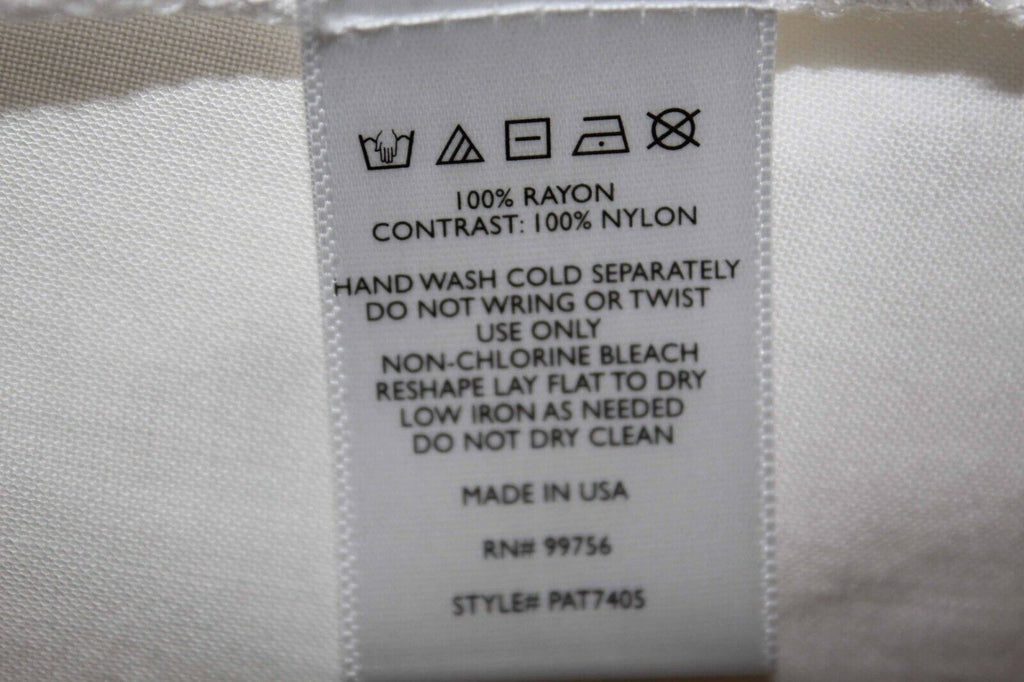 100% RAYON
CONTRAST: 100% NYLON
HAND WASH COLD SEPARATELY
DO NOT WRING OR TWIST
USE ONLY
NON-CHLORINE BLEACH
RESHAPE LAY FLAT TO DRY
LOW IRON AS NEEDED
DO NOT DRY CLEAN
MADE IN USA
RN# 99756
STYLE# PAT7405